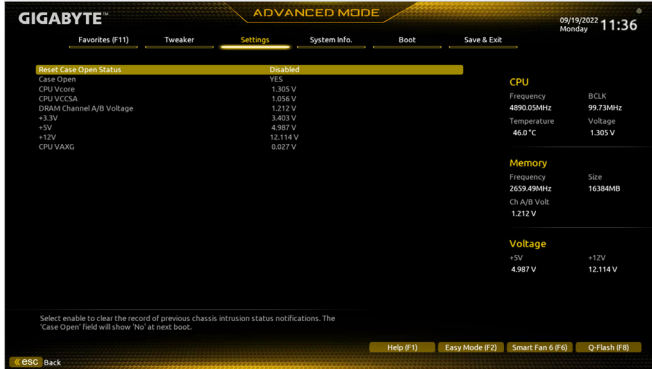 GIGABYTE™
ADVANCED MODE
09/19/2022 Monday 11:36
Favorites (F11) Tweaker Settings System Info. Boot Save & Exit
Reset Case Open Status Disabled
Case Open YES
CPU Vcore 1.305 V
CPU VCCSA 1.056 V
DRAM Channel A/B Voltage 1.212 V
+3.3V 3.403 V
+5V 4.987 V
+12V 12.114 V
CPU VAXG 0.027 V
CPU
Frequency BCLK
4890.05MHz 99.73MHz
Temperature Voltage
46.0 °C 1.305 V
Memory
Frequency Size
2659.49MHz 16384MB
Ch A/B Volt
1.212 V
Voltage
+5V +12V
4.987 V 12.114 V
Select enable to clear the record of previous chassis intrusion status notifications. The
'Case Open' field will show 'No' at next boot.
Help (F1) Easy Mode (F2) Smart Fan 6 (F6) Q-Flash (F8)
esc Back